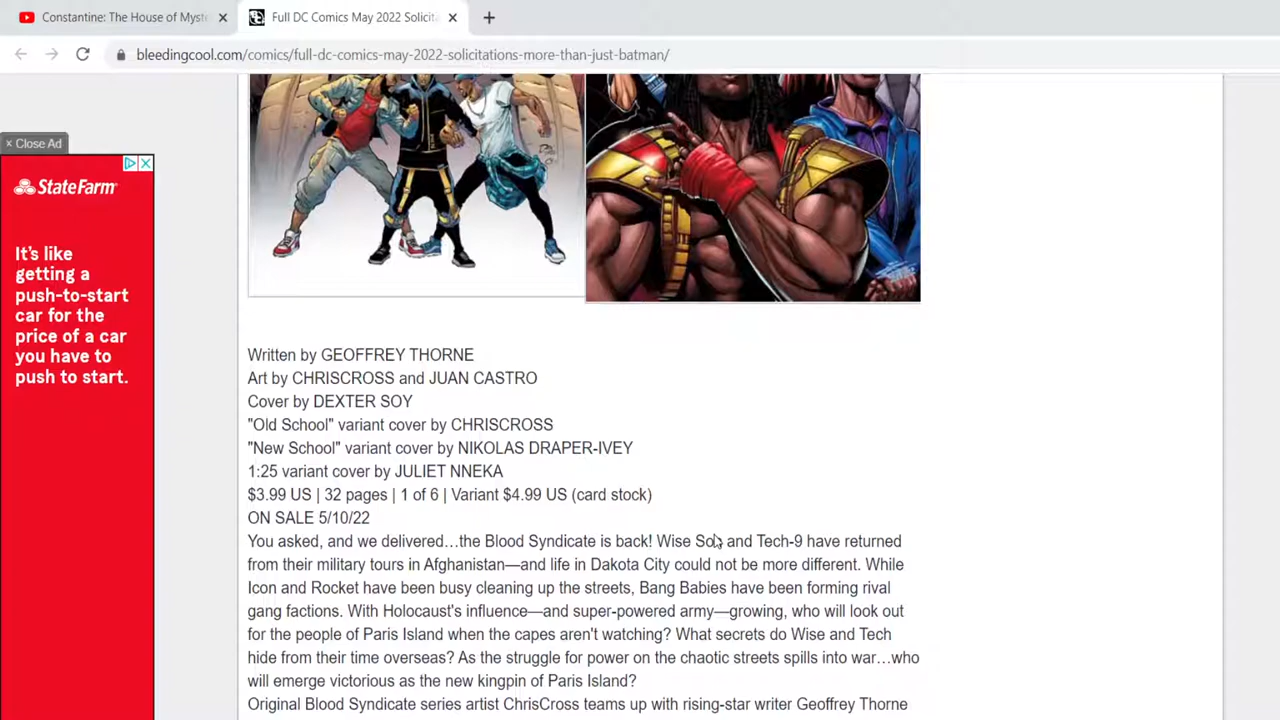 Constantine: The House of Myste
Full DC Comics May 2022 Solicita
bleedingcool.com/comics/full-dc-comics-may-2022-solicitations-more-than-just-batman/
× Close Ad
StateFarm®
It's like
getting a
push-to-start
car for the
price of a car
you have to
push to start.
Written by GEOFFREY THORNE
Art by CHRISCROSS and JUAN CASTRO
Cover by DEXTER SOY
"Old School" variant cover by CHRISCROSS
"New School" variant cover by NIKOLAS DRAPER-IVEY
1:25 variant cover by JULIET NNEKA
$3.99 US | 32 pages | 1 of 6 | Variant $4.99 US (card stock)
ON SALE 5/10/22
You asked, and we delivered…the Blood Syndicate is back! Wise Son and Tech-9 have returned
from their military tours in Afghanistan—and life in Dakota City could not be more different. While
Icon and Rocket have been busy cleaning up the streets, Bang Babies have been forming rival
gang factions. With Holocaust's influence—and super-powered army—growing, who will look out
for the people of Paris Island when the capes aren't watching? What secrets do Wise and Tech
hide from their time overseas? As the struggle for power on the chaotic streets spills into war…who
will emerge victorious as the new kingpin of Paris Island?
Original Blood Syndicate series artist ChrisCross teams up with rising-star writer Geoffrey Thorne